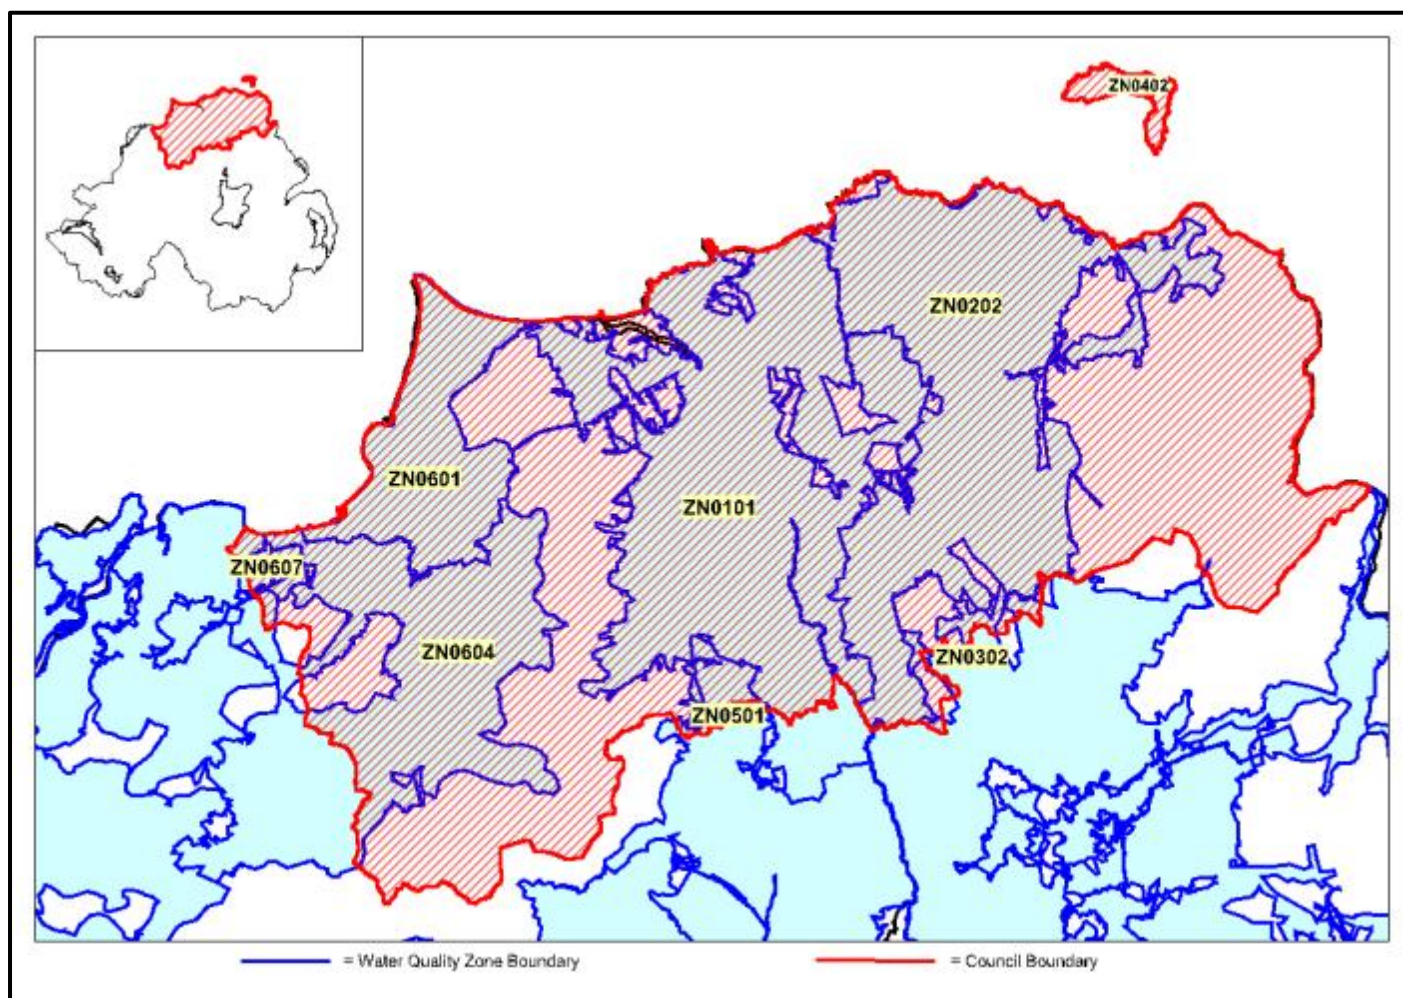 ZN0402
ZN0202
ZN0601
ZN0101
ZN0607
ZN0604
ZN0302
ZN0501
= Water Quality Zone Boundary
= Council Boundary